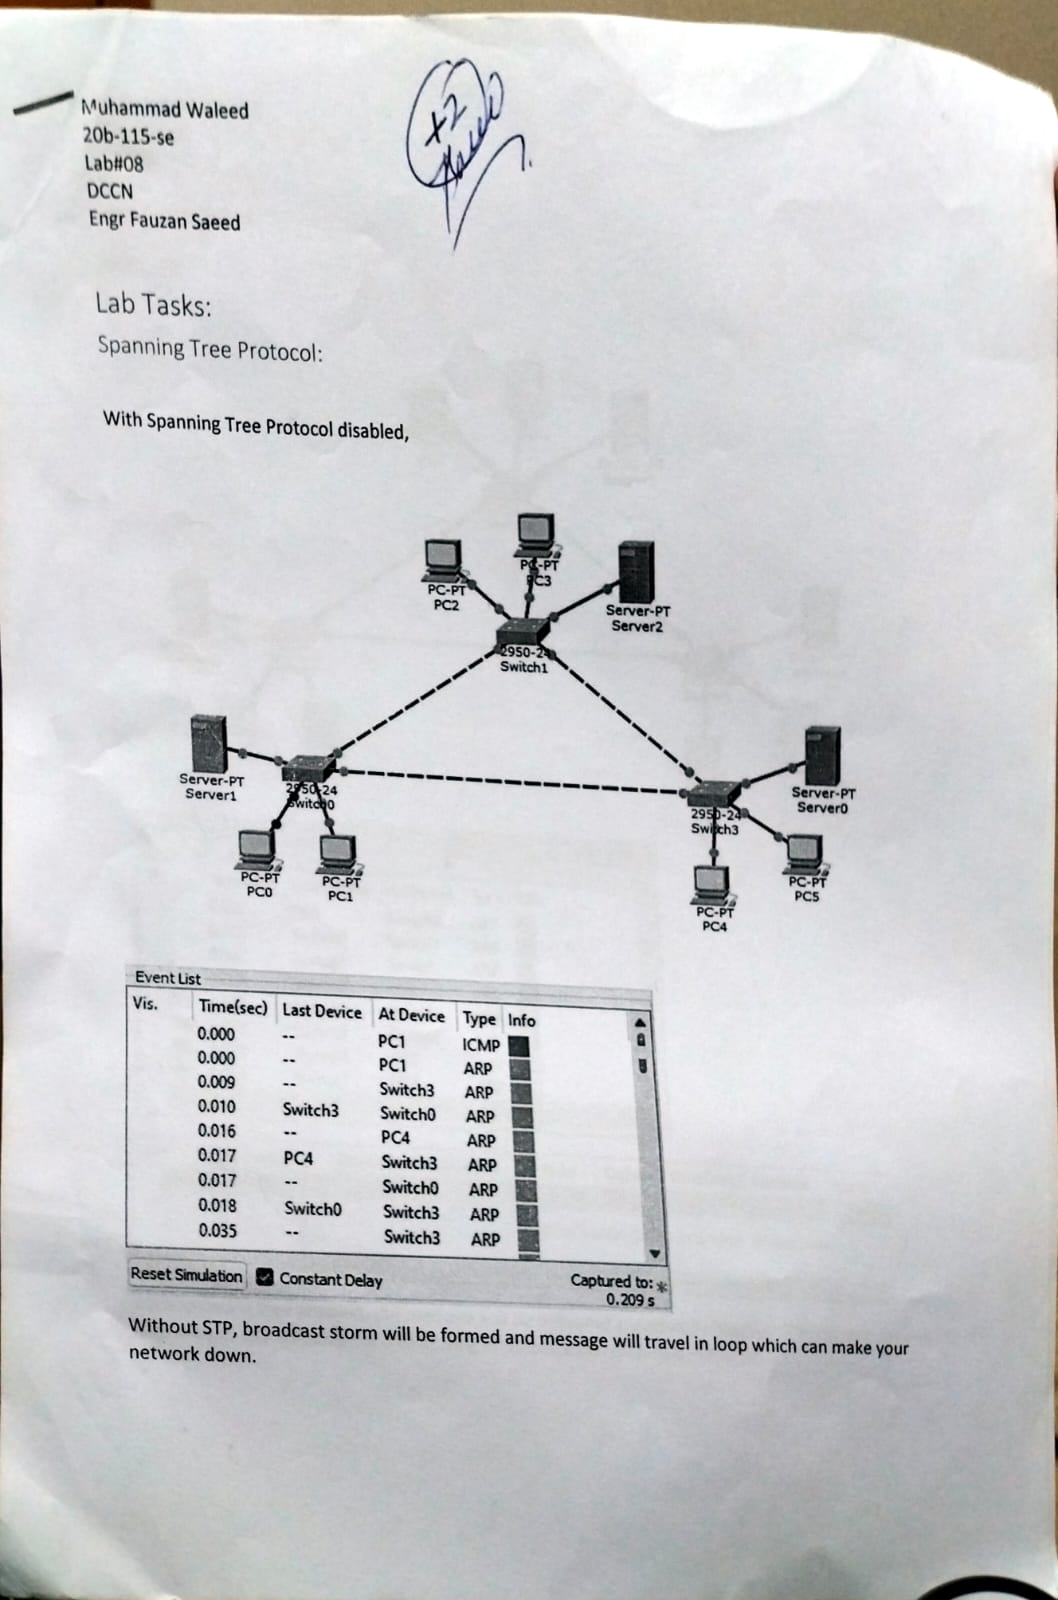 Muhammad Waleed
20b-115-se
Lab#08
DCCN
Engr Fauzan Saeed
+2
Lab Tasks:
Spanning Tree Protocol:
With Spanning Tree Protocol disabled,
PC-PT
PC3
PC-PT
PC2
Server-PT
Server2
2950-24
Switch1
Server-PT
Server1
2950-24
Switch0
PC-PT
PC0
PC-PT
PC1
2950-24
Switch3
Server-PT
Server0
PC-PT
PC5
PC-PT
PC4
Event List
Vis. Time(sec) Last Device At Device Type Info
0.000 -- PC1 ICMP
0.000 -- PC1 ARP
0.009 -- Switch3 ARP
0.010 Switch3 Switch0 ARP
0.016 -- PC4 ARP
0.017 PC4 Switch3 ARP
0.017 -- Switch0 ARP
0.018 Switch0 Switch3 ARP
0.035 -- Switch3 ARP
Reset Simulation Constant Delay Captured to: *
0.209 s
Without STP, broadcast storm will be formed and message will travel in loop which can make your
network down.